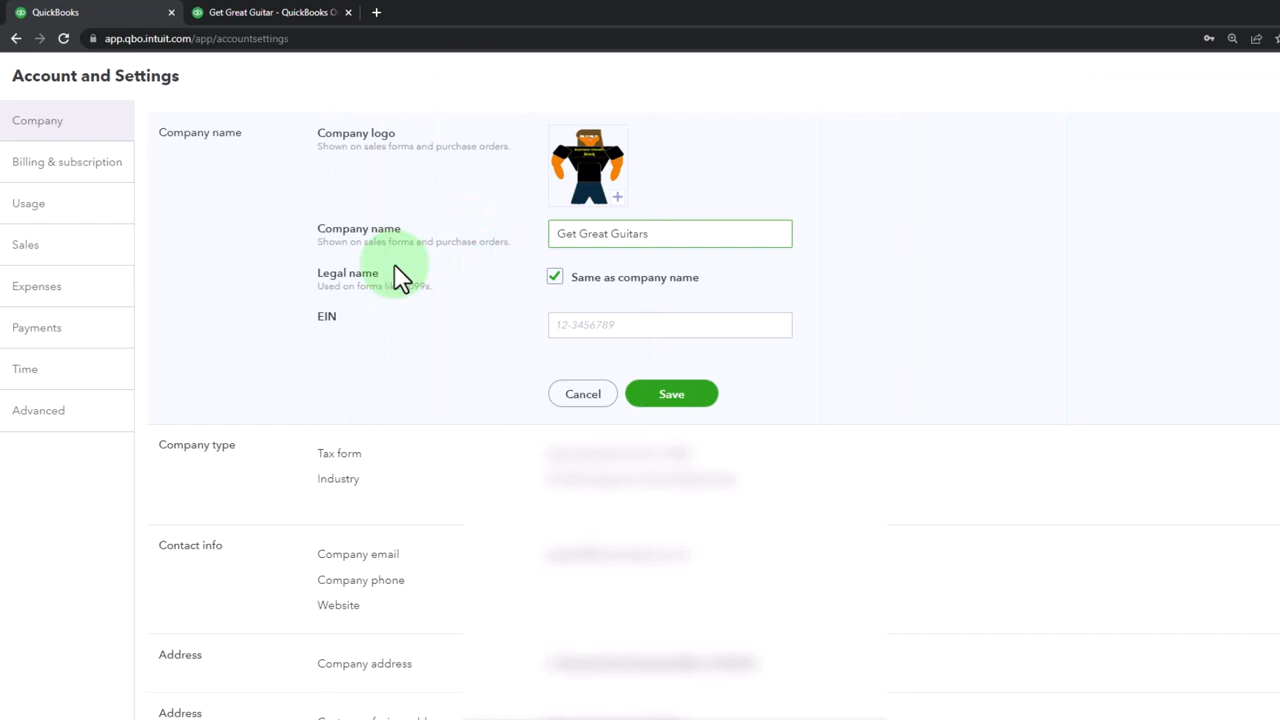 QuickBooks
Get Great Guitar - QuickBooks O
app.qbo.intuit.com/app/accountsettings
Account and Settings
Company
Billing & subscription
Usage
Sales
Expenses
Payments
Time
Advanced
Company name
Company logo
Shown on sales forms and purchase orders.
Company name
Shown on sales forms and purchase orders.
Get Great Guitars
Legal name
Used on forms like 1099s.
Same as company name
EIN
12-3456789
Cancel
Save
Company type
Tax form
Industry
Contact info
Company email
Company phone
Website
Address
Company address
Address